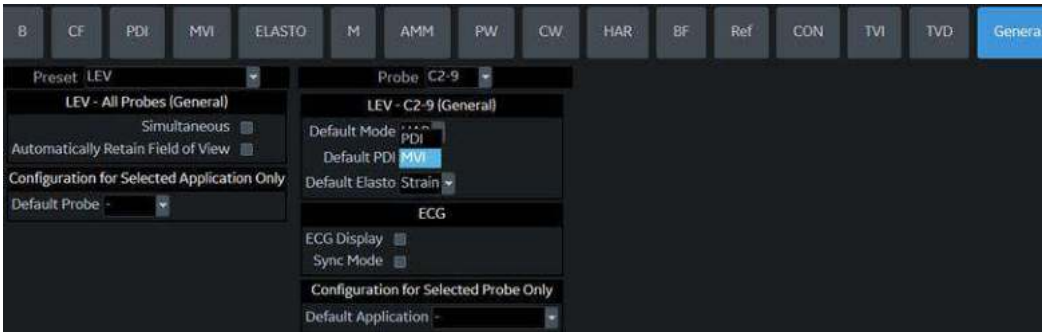 B CF PDI MVI ELASTO M AMM PW CW HAR BF Ref CON TVI TVD Genera
Preset LEV
LEV - All Probes (General)
Simultaneous
Automatically Retain Field of View
Configuration for Selected Application Only
Default Probe -
Probe C2-9
LEV - C2-9 (General)
Default Mode
PDI
Default PDI MVI
Default Elasto Strain
ECG
ECG Display
Sync Mode
Configuration for Selected Probe Only
Default Application -